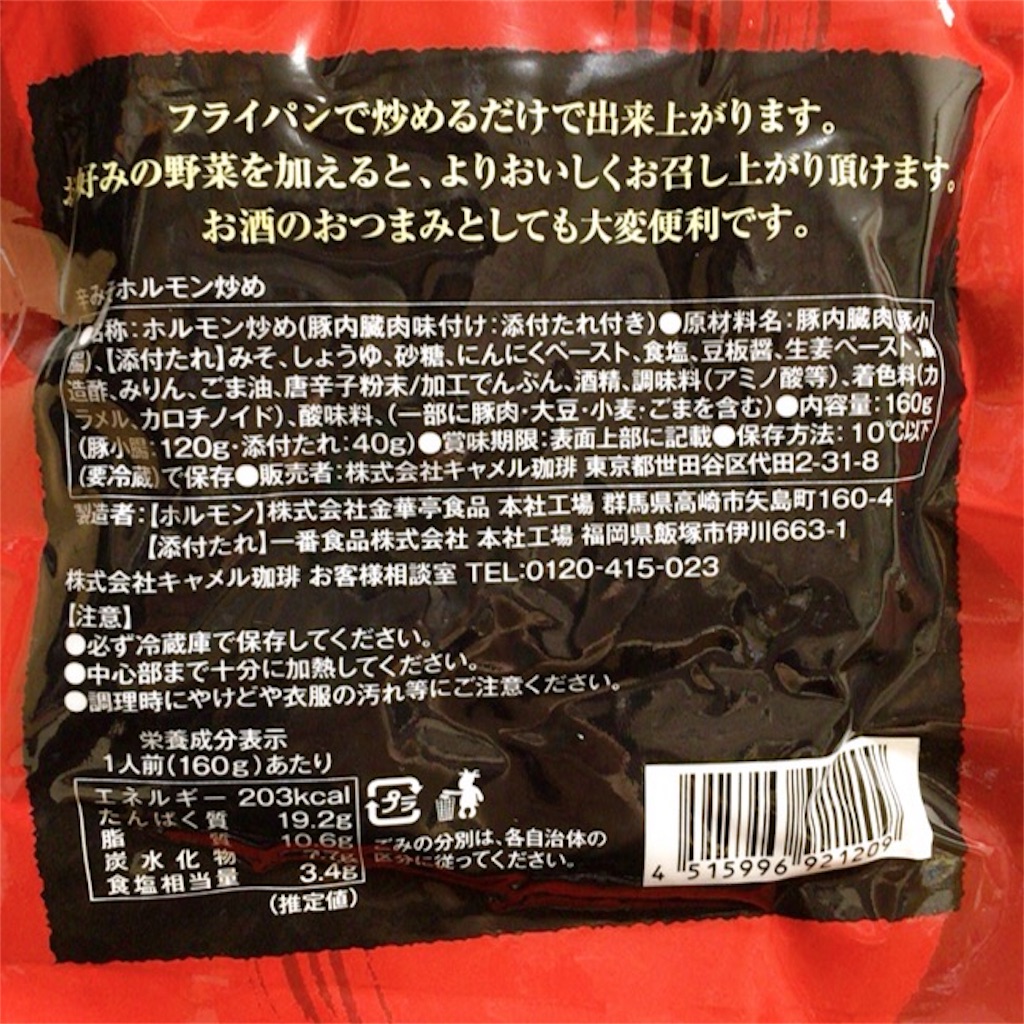 フライパンで炒めるだけで出来上がります。
お好みの野菜を加えると、よりおいしくお召し上がり頂けます。
お酒のおつまみとしても大変便利です。
辛みそホルモン炒め
名称:ホルモン炒め(豚内臓肉味付け:添付たれ付き)●原材料名:豚内臓肉(豚小
腸)、【添付たれ】みそ、しょうゆ、砂糖、にんにくペースト、食塩、豆板醤、生姜ペースト、醸
造酢、みりん、ごま油、唐辛子粉末/加工でんぷん、酒精、調味料(アミノ酸等)、着色料(カ
ラメル、カロチノイド)、酸味料、(一部に豚肉・大豆・小麦・ごまを含む)●内容量:160g
(豚小腸:120g・添付たれ:40g)●賞味期限:表面上部に記載●保存方法:10℃以下
(要冷蔵)で保存●販売者:株式会社キャメル珈琲 東京都世田谷区代田2-31-8
製造者:【ホルモン】株式会社金華亭食品 本社工場 群馬県高崎市矢島町160-4
【添付たれ】一番食品株式会社 本社工場 福岡県飯塚市伊川663-1
株式会社キャメル珈琲 お客様相談室 TEL:0120-415-023
【注意】
●必ず冷蔵庫で保存してください。
●中心部まで十分に加熱してください。
●調理時にやけどや衣服の汚れ等にご注意ください。
栄養成分表示
1人前(160g)あたり
エネルギー 203kcal
たんぱく質 19.2g
脂質 10.6g
炭水化物 7.7g
食塩相当量 3.4g
(推定値)
プラ
ごみの分別は、各自治体の
区分に従ってください。
4 515996 921209